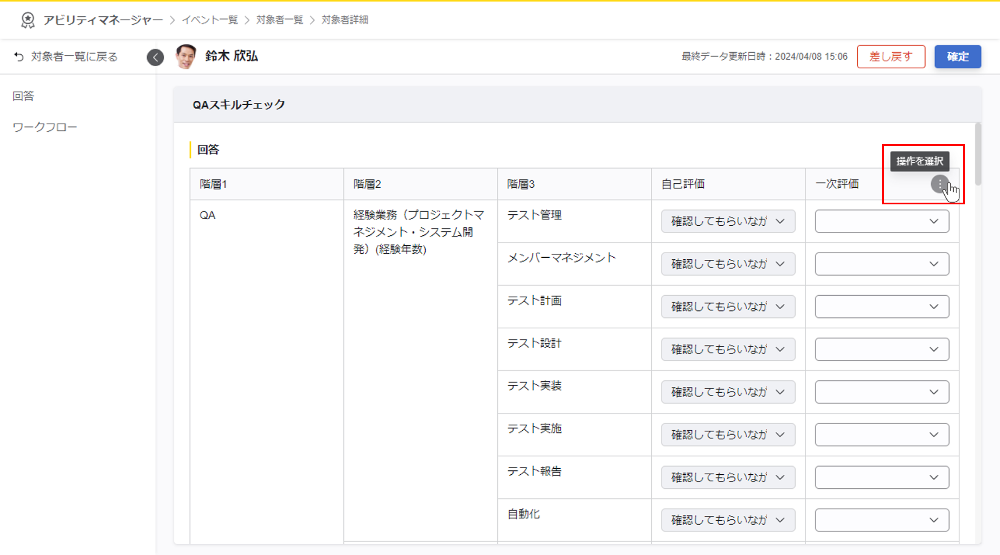 アビリティマネージャー > イベント一覧 > 対象者一覧 > 対象者詳細
対象者一覧に戻る
鈴木 欣弘
最終データ更新日時：2024/04/08 15:06
差し戻す
確定
回答
ワークフロー
QAスキルチェック
回答
操作を選択
階層1 階層2 階層3 自己評価 一次評価
QA
経験業務（プロジェクトマ
ネジメント・システム開
発）(経験年数)
テスト管理 確認してもらいなが
メンバーマネジメント 確認してもらいなが
テスト計画 確認してもらいなが
テスト設計 確認してもらいなが
テスト実装 確認してもらいなが
テスト実施 確認してもらいなが
テスト報告 確認してもらいなが
自動化 確認してもらいなが